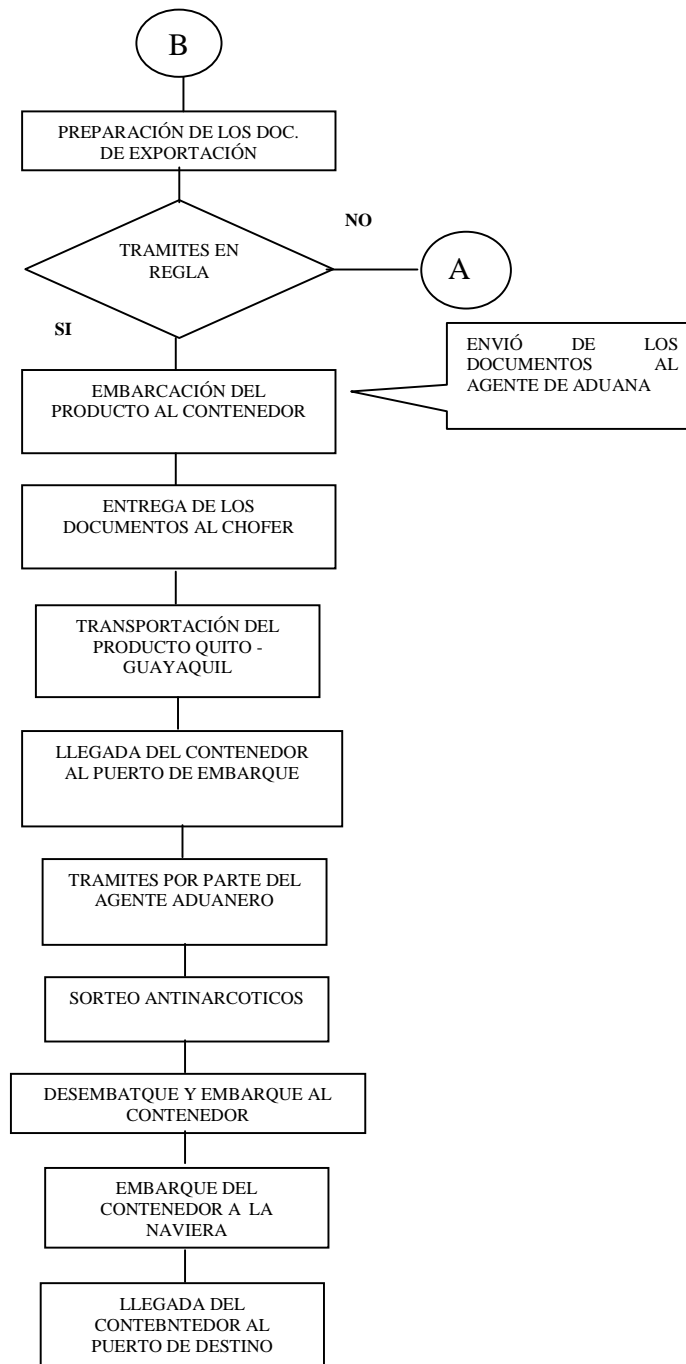 B
PREPARACIÓN DE LOS DOC.
DE EXPORTACIÓN
NO
TRAMITES EN
REGLA
A
SI
ENVIÓ DE LOS
DOCUMENTOS AL
AGENTE DE ADUANA
EMBARCACIÓN DEL
PRODUCTO AL CONTENEDOR
ENTREGA DE LOS
DOCUMENTOS AL CHOFER
TRANSPORTACIÓN DEL
PRODUCTO QUITO -
GUAYAQUIL
LLEGADA DEL CONTENEDOR
AL PUERTO DE EMBARQUE
TRAMITES POR PARTE DEL
AGENTE ADUANERO
SORTEO ANTINARCOTICOS
DESEMBATQUE Y EMBARQUE AL
CONTENEDOR
EMBARQUE DEL
CONTENEDOR A LA
NAVIERA
LLEGADA DEL
CONTEBNTEDOR AL
PUERTO DE DESTINO